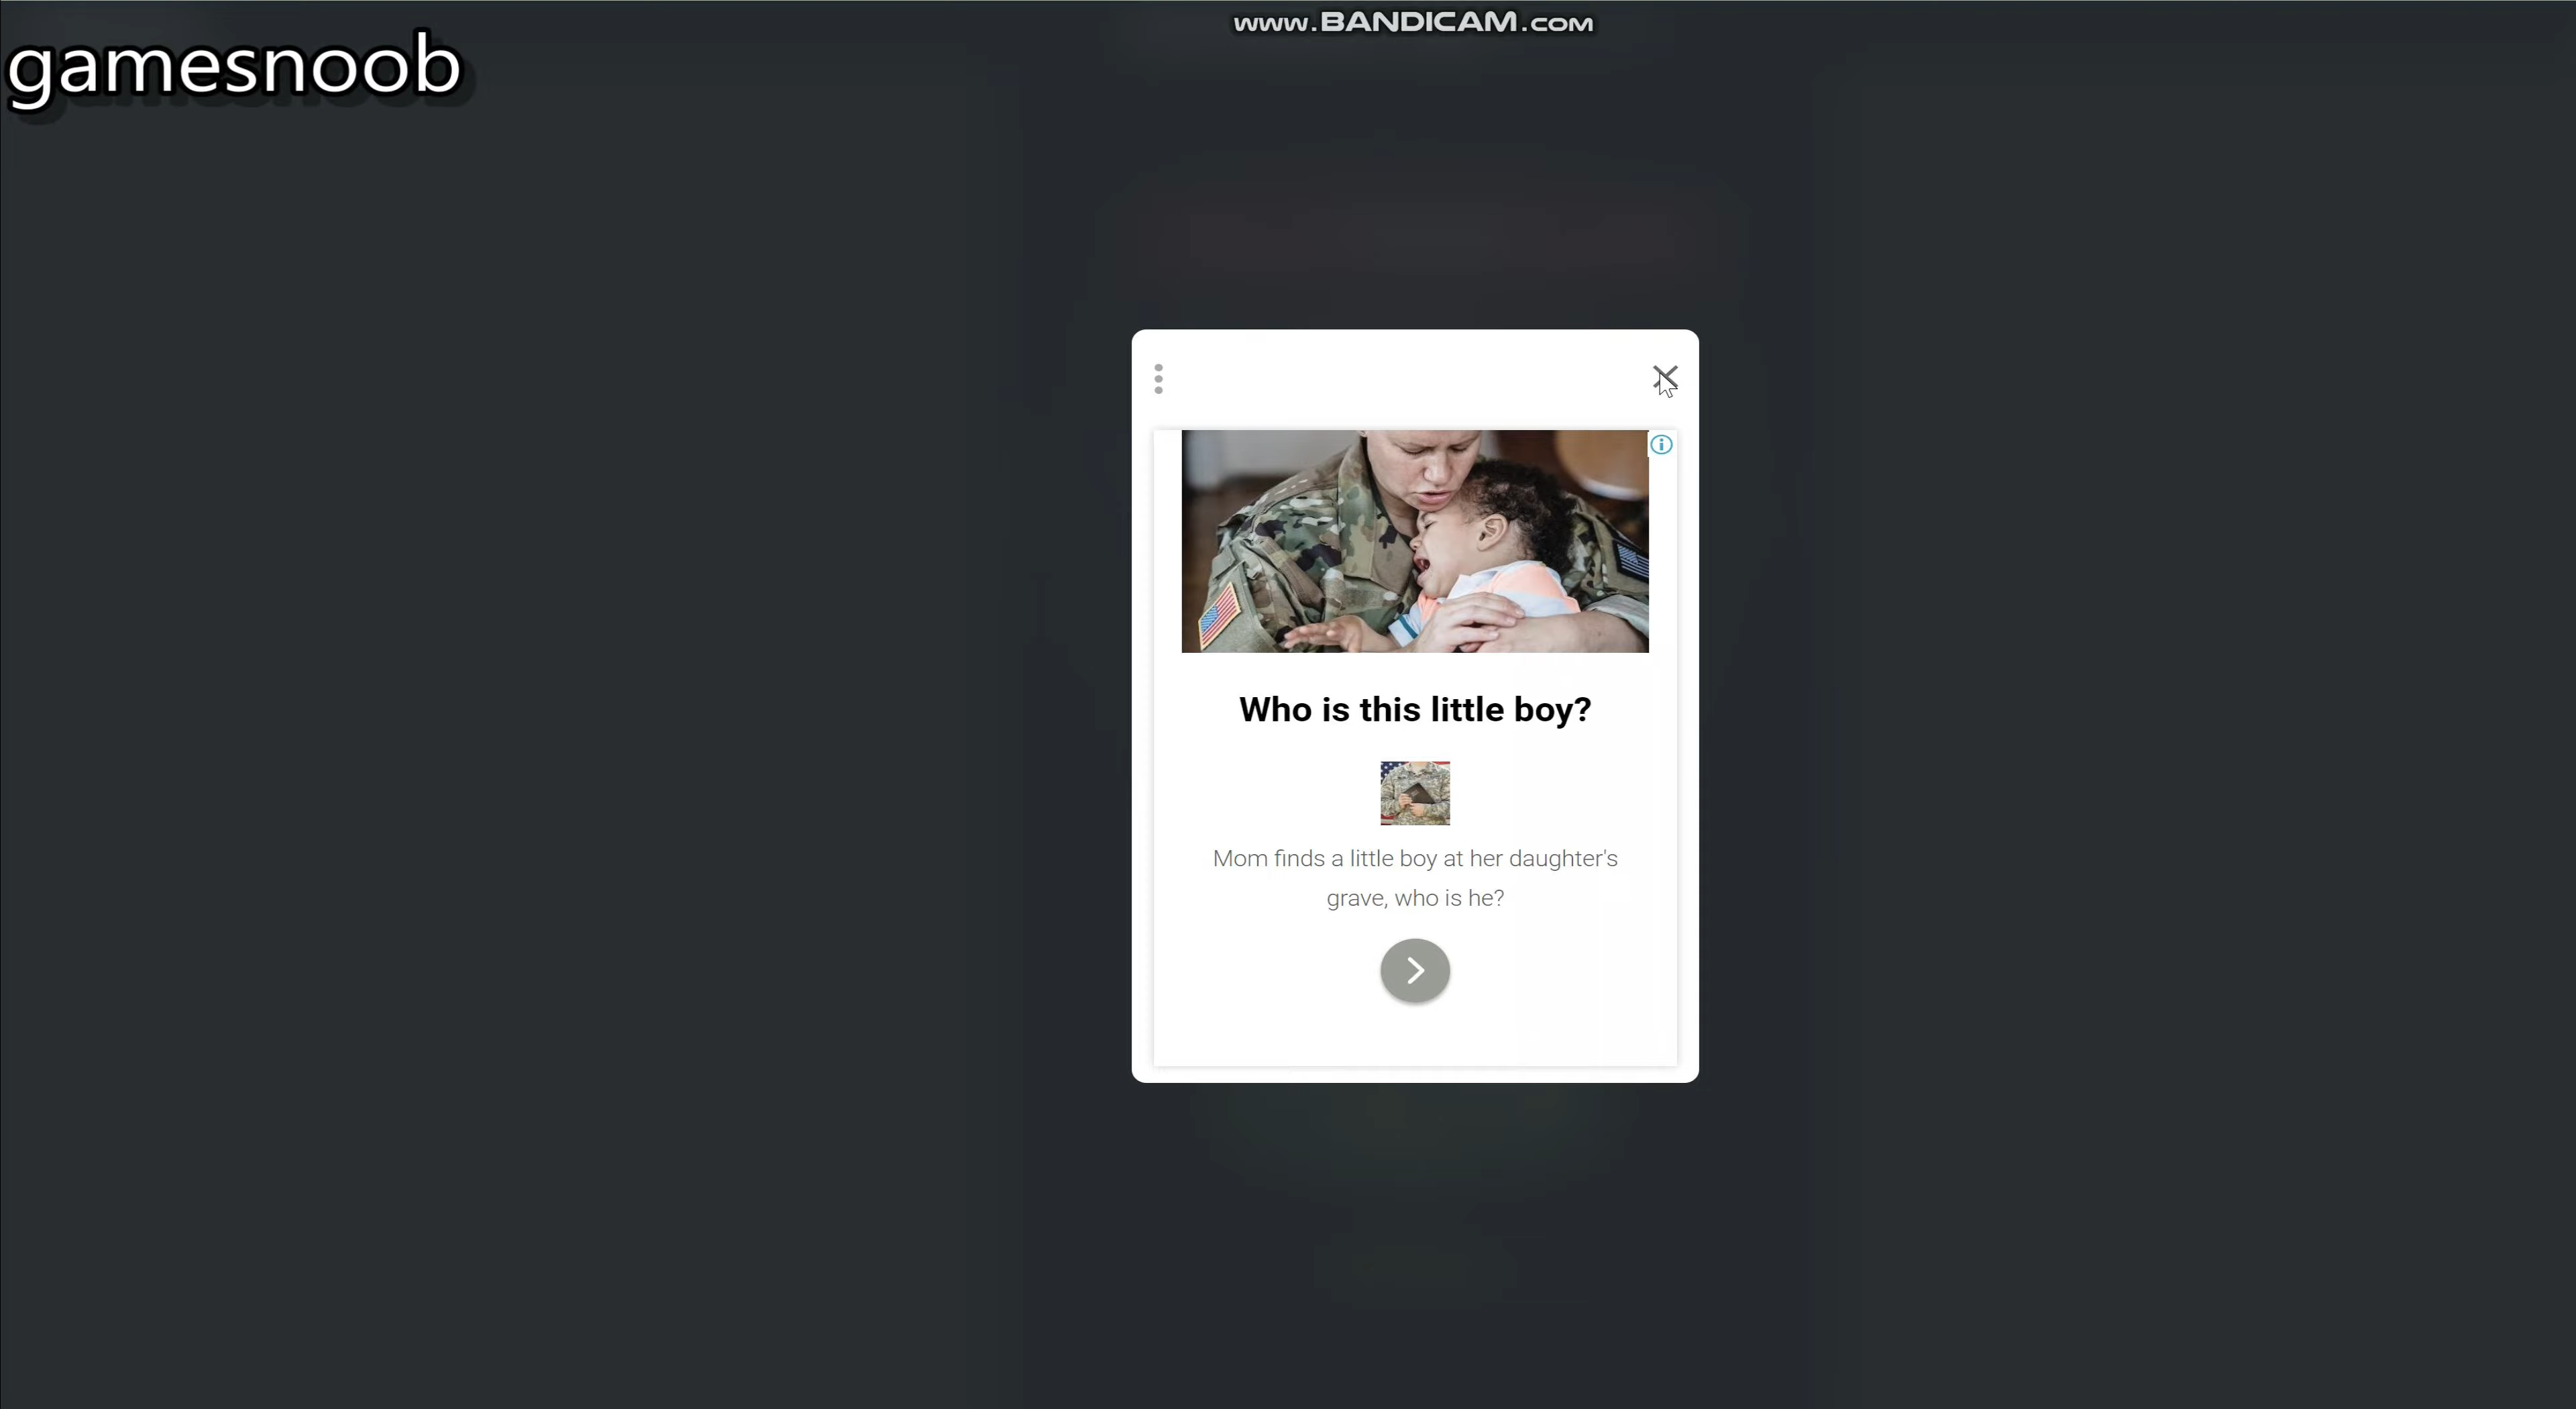 www.BANDICAM.com
gamesnoob
Who is this little boy?
Mom finds a little boy at her daughter's
grave, who is he?